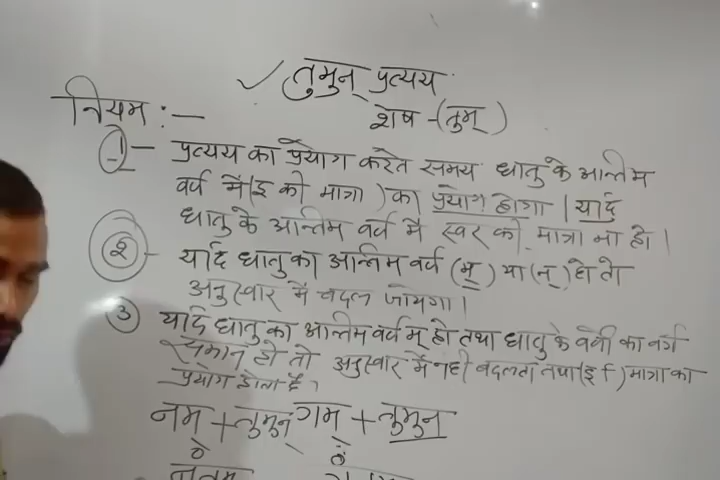 ✓ तुमुन् प्रत्यय
शेष -(तुम्)
नियम :—
① — प्रत्यय का प्रयोग करते समय धातु के अन्तिम
वर्ण में (इ की मात्रा) का प्रयोग होगा | यदि
धातु के अन्तिम वर्ण में स्वर की मात्रा ना हो |
② - यदि धातु का अन्तिम वर्ण (म्) या (न्) हो तो
अनुस्वार में बदल जायेगा |
③ यदि धातु का अन्तिम वर्ण म् हो तथा धातु के वर्णो का वर्ग
समान हो तो अनुस्वार में नही बदलता तथा (इ ि) मात्रा का
प्रयोग होता है |
नम् + तुमुन् गम् + तुमुन्